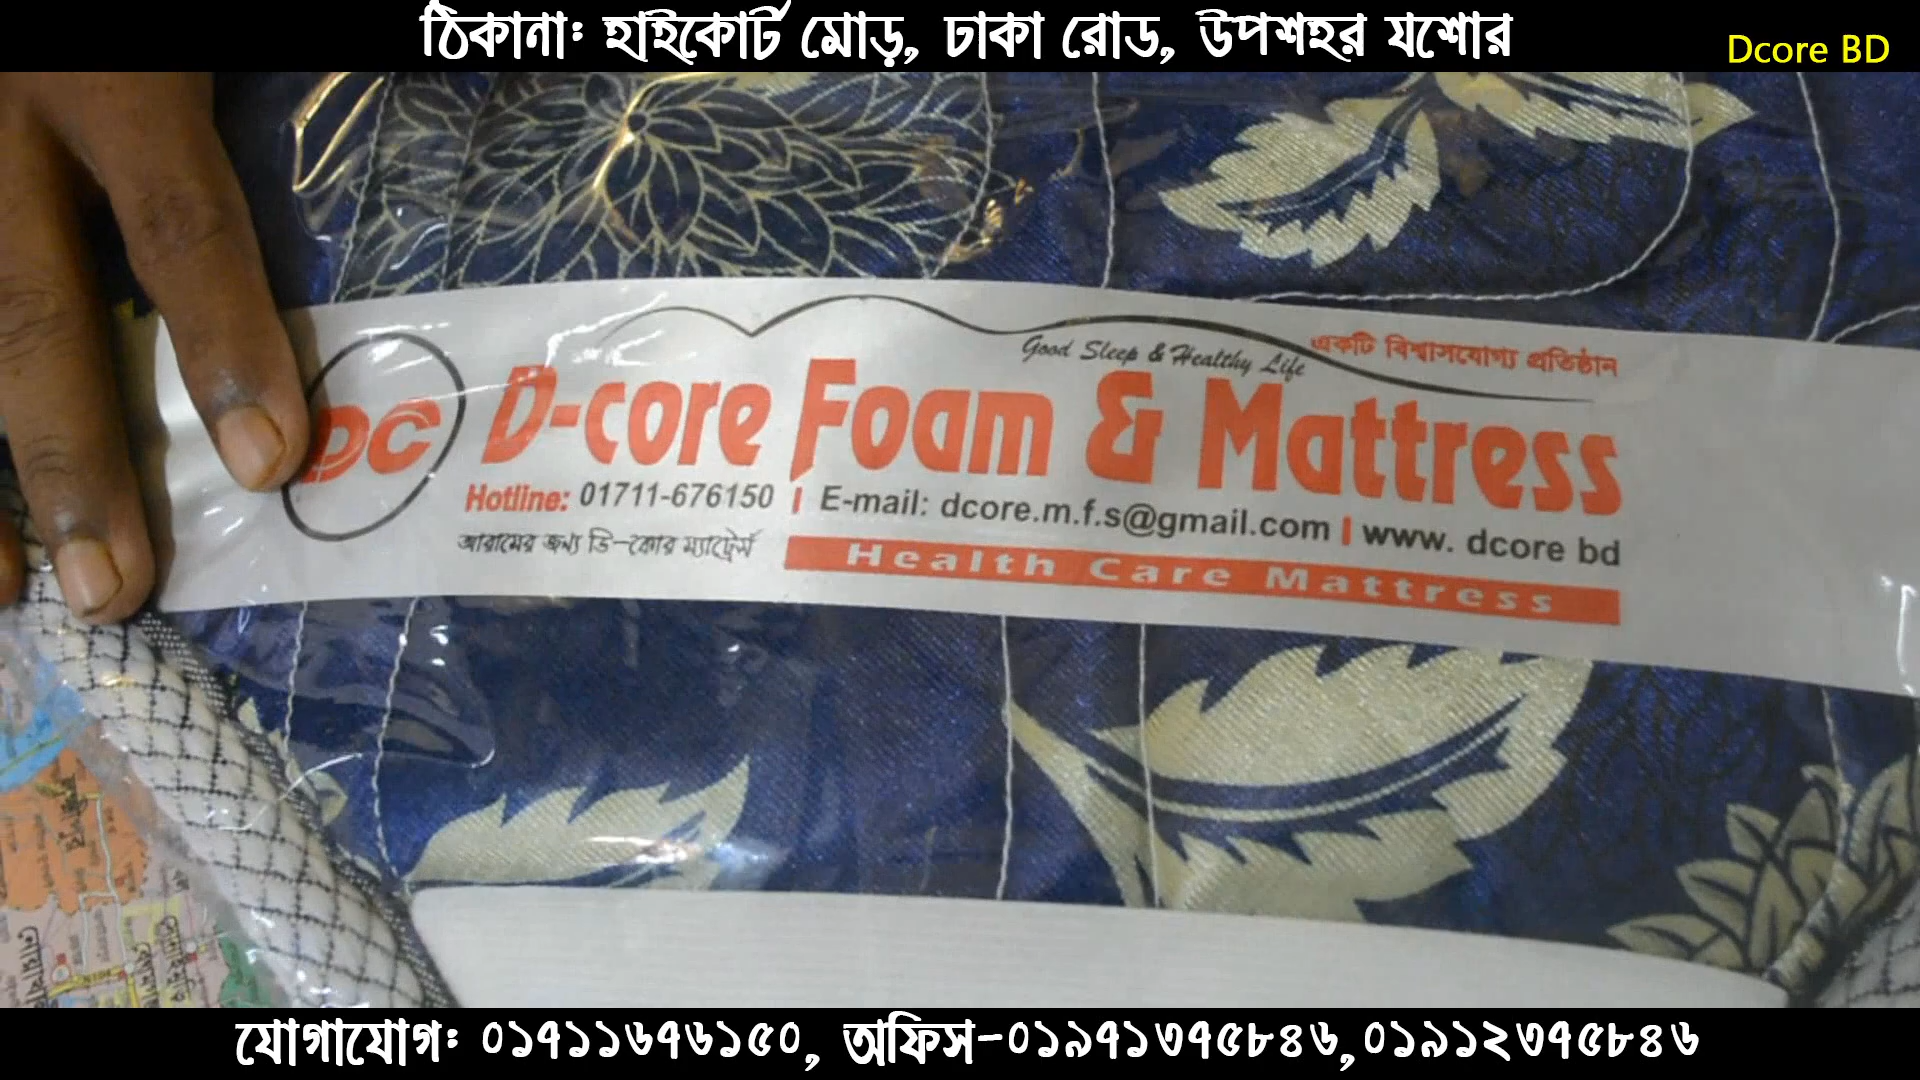 ঠিকানাঃ হাইকোর্ট মোড়, ঢাকা রোড, উপশহর যশোর
Dcore BD
Good Sleep & Healthy Life
একটি বিশ্বাসযোগ্য প্রতিষ্ঠান
DC
D-core Foam & Mattress
Hotline: 01711-676150 | E-mail: dcore.m.f.s@gmail.com | www. dcore bd
আরামের জন্য ডি-কোর ম্যাট্রের্স
Health Care Mattress
যোগাযোগঃ ০১৭১১৬৭৬১৫০, অফিস-০১৯৭১৩৭৫৮৪৬,০১৯১২৩৭৫৮৪৬